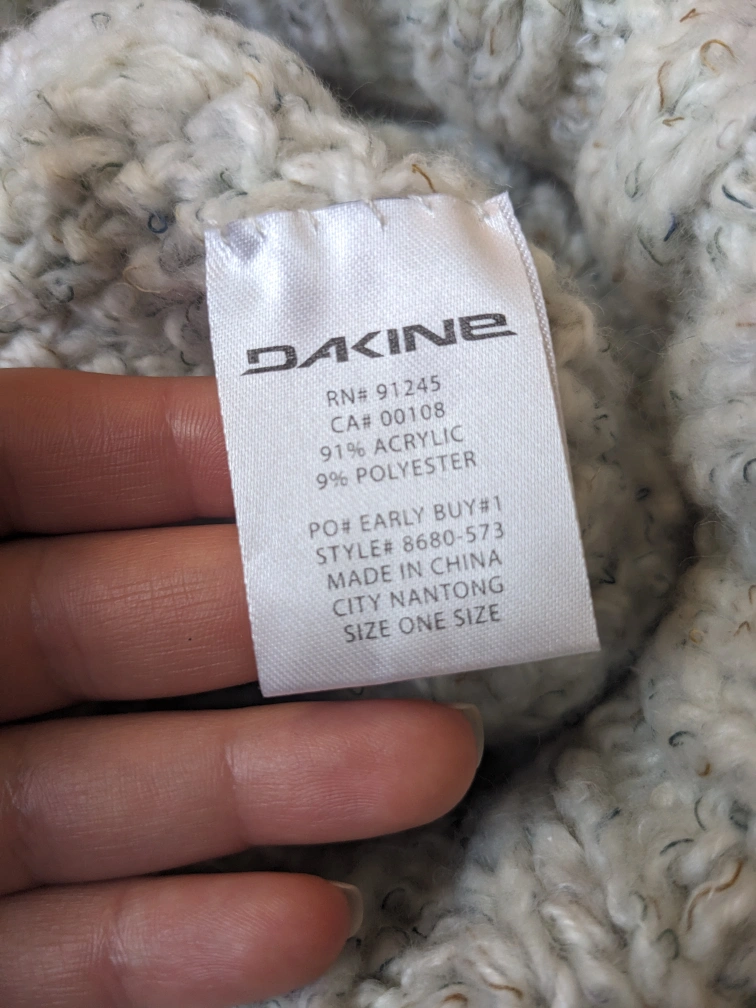 DAKINE
RN# 91245
CA# 00108
91% ACRYLIC
9% POLYESTER
PO# EARLY BUY#1
STYLE# 8680-573
MADE IN CHINA
CITY NANTONG
SIZE ONE SIZE